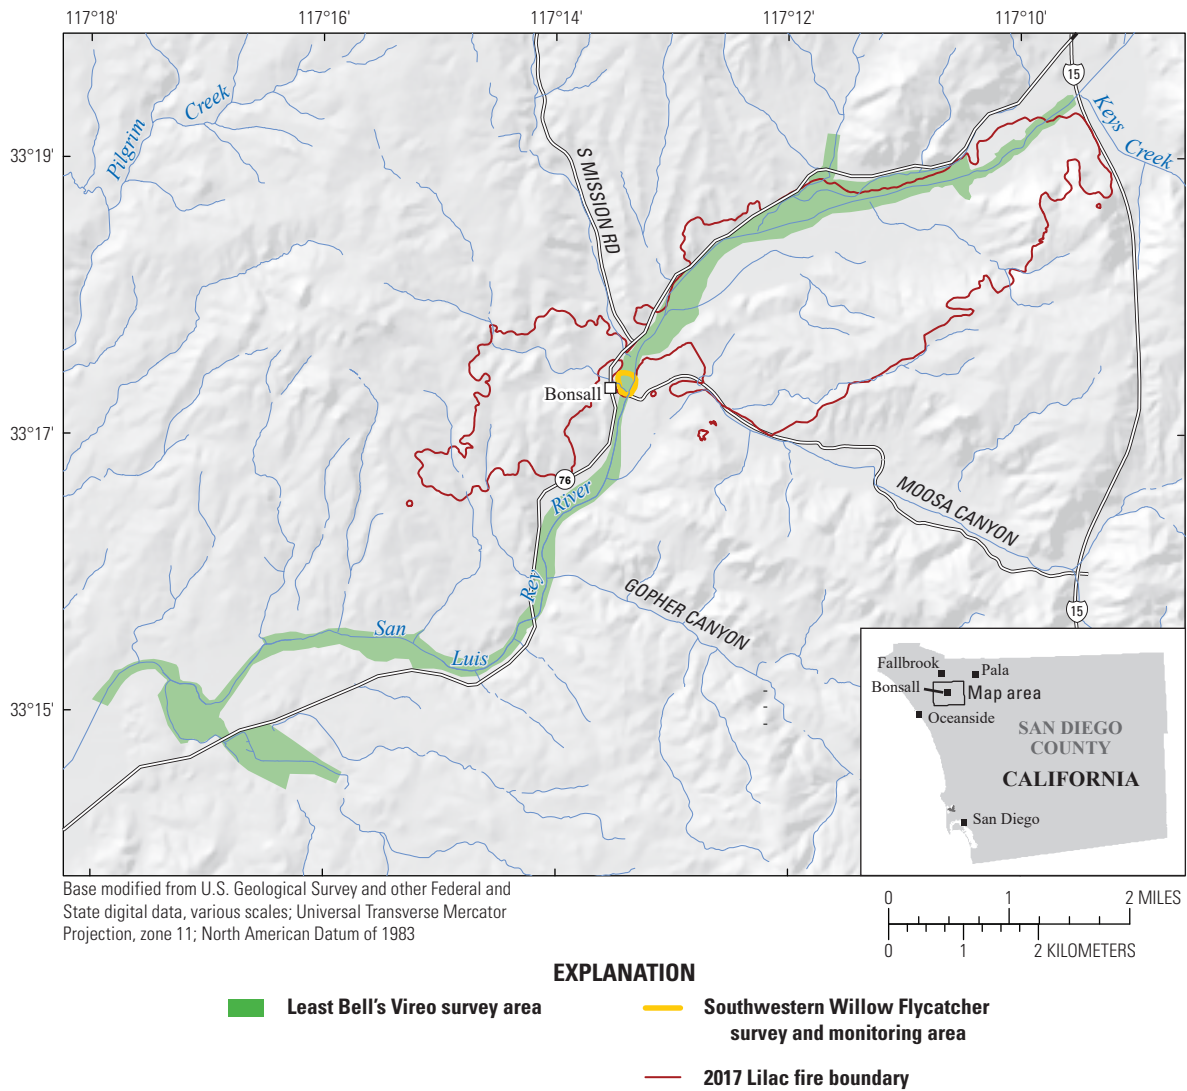 117°18'
117°16'
117°14'
117°12'
117°10'
15
Keys Creek
Pilgrim
Creek
33°19'
S MISSION RD
Bonsall
33°17'
76
River
MOOSA CANYON
Rey
GOPHER CANYON
15
San
Luis
33°15'
Fallbrook
Pala
Bonsall
Map area
Oceanside
SAN DIEGO
COUNTY
CALIFORNIA
San Diego
Base modified from U.S. Geological Survey and other Federal and
State digital data, various scales; Universal Transverse Mercator
Projection, zone 11; North American Datum of 1983
0 1 2 MILES
0 1 2 KILOMETERS
EXPLANATION
Least Bell's Vireo survey area
Southwestern Willow Flycatcher
survey and monitoring area
2017 Lilac fire boundary